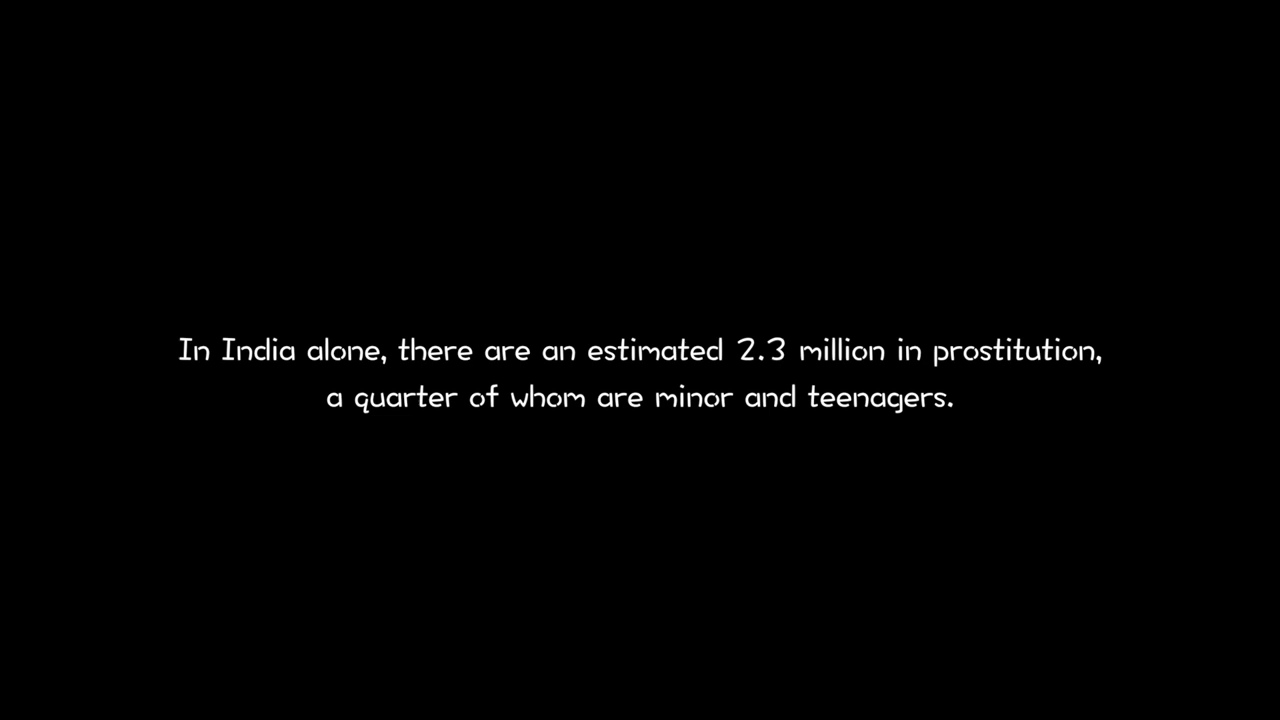 In India alone, there are an estimated 2.3 million in prostitution,
a quarter of whom are minor and teenagers.